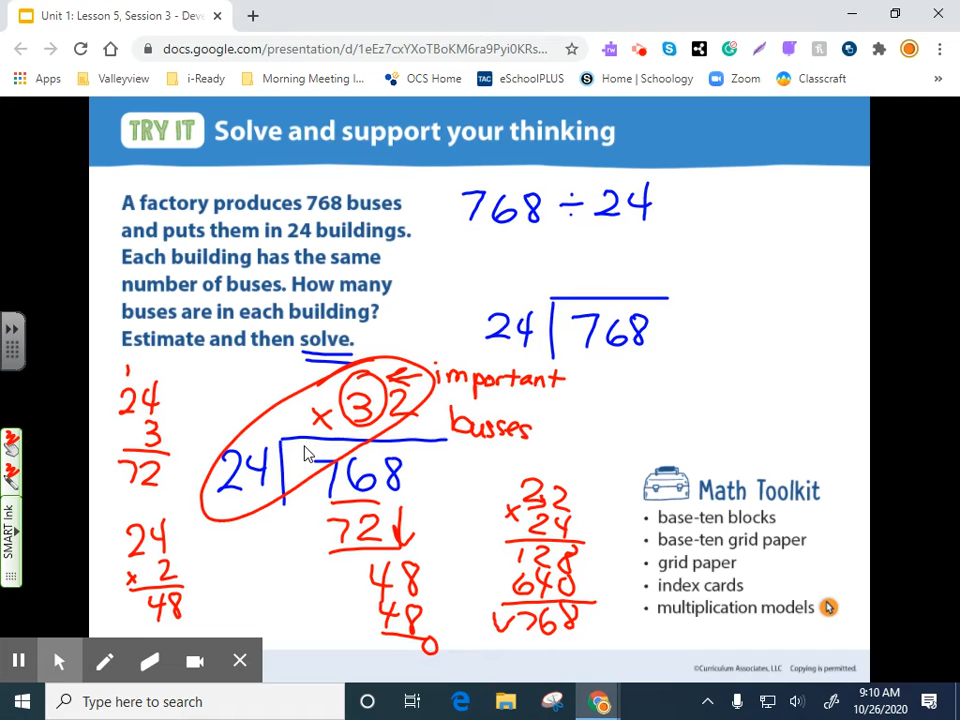 Unit 1: Lesson 5, Session 3 - Deve
docs.google.com/presentation/d/1eEz7cxYXoTBoKM6ra9Pyi0KRs...
Apps Valleyview i-Ready Morning Meeting I... OCS Home TAC eSchoolPLUS S Home | Schoology Zoom Classcraft »
TRY IT Solve and support your thinking
A factory produces 768 buses
and puts them in 24 buildings.
Each building has the same
number of buses. How many
buses are in each building?
Estimate and then solve.
768 ÷ 24
24 768
1
24
3
72
24
x 2
48
x 32 ← important
busses
24 768
72↓
48
48
0
32
x 24
128
640
✓768
Math Toolkit
• base-ten blocks
• base-ten grid paper
• grid paper
• index cards
• multiplication models
©Curriculum Associates, LLC Copying is permitted.
SMART Ink
Type here to search
9:10 AM
10/26/2020